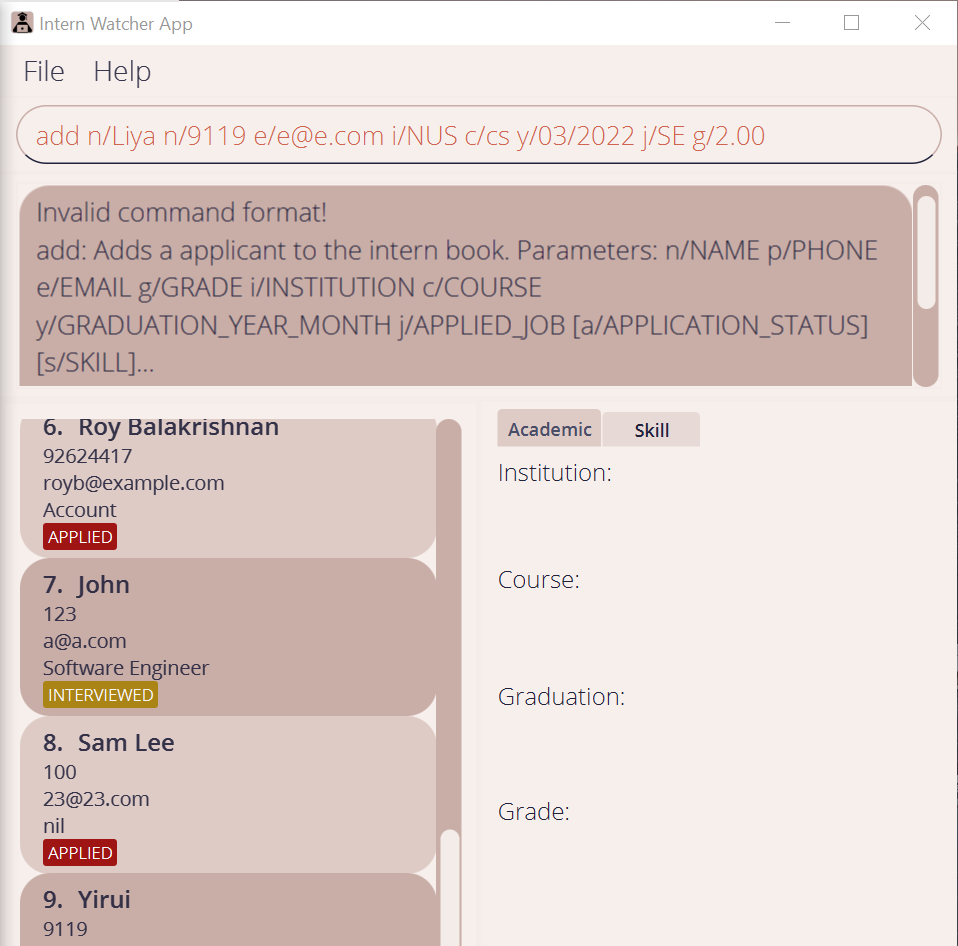 Intern Watcher App
File Help
add n/Liya n/9119 e/e@e.com i/NUS c/cs y/03/2022 j/SE g/2.00
Invalid command format!
add: Adds a applicant to the intern book. Parameters: n/NAME p/PHONE
e/EMAIL g/GRADE i/INSTITUTION c/COURSE
y/GRADUATION_YEAR_MONTH j/APPLIED_JOB [a/APPLICATION_STATUS]
[s/SKILL]...
6. Roy Balakrishnan
92624417
royb@example.com
Account
APPLIED
7. John
123
a@a.com
Software Engineer
INTERVIEWED
8. Sam Lee
100
23@23.com
nil
APPLIED
9. Yirui
9119
Academic Skill
Institution:
Course:
Graduation:
Grade: